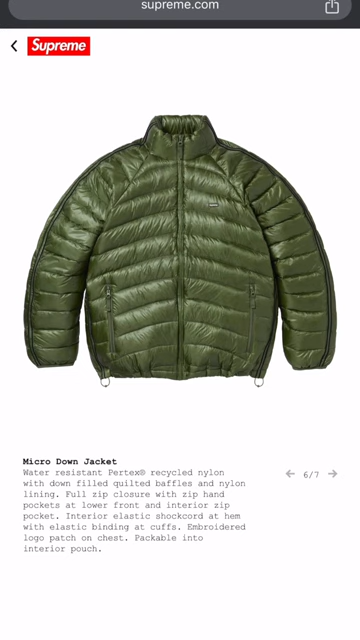 supreme.com
Supreme
Micro Down Jacket
Water resistant Pertex® recycled nylon
with down filled quilted baffles and nylon
lining. Full zip closure with zip hand
pockets at lower front and interior zip
pocket. Interior elastic shockcord at hem
with elastic binding at cuffs. Embroidered
logo patch on chest. Packable into
interior pouch.
6/7